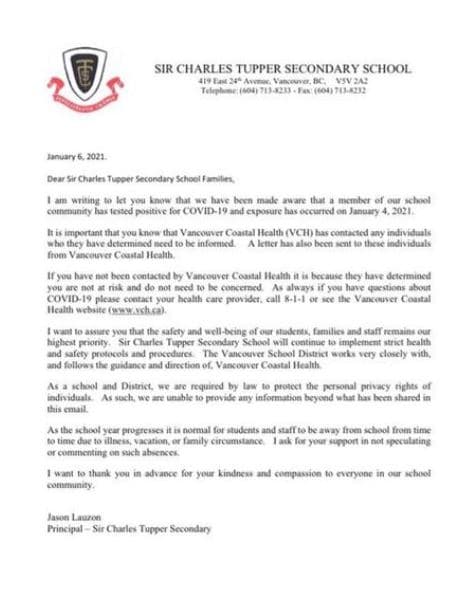 SIR CHARLES TUPPER SECONDARY SCHOOL
419 East 24th Avenue, Vancouver, BC, V5V 2A2
Telephone: (604) 713-8233 - Fax: (604) 713-8232
January 6, 2021.
Dear Sir Charles Tupper Secondary School Families,
I am writing to let you know that we have been made aware that a member of our school
community has tested positive for COVID-19 and exposure has occurred on January 4, 2021.
It is important that you know that Vancouver Coastal Health (VCH) has contacted any individuals
who they have determined need to be informed. A letter has also been sent to these individuals
from Vancouver Coastal Health.
If you have not been contacted by Vancouver Coastal Health it is because they have determined
you are not at risk and do not need to be concerned. As always if you have questions about
COVID-19 please contact your health care provider, call 8-1-1 or see the Vancouver Coastal
Health website (www.vch.ca).
I want to assure you that the safety and well-being of our students, families and staff remains our
highest priority. Sir Charles Tupper Secondary School will continue to implement strict health
and safety protocols and procedures. The Vancouver School District works very closely with,
and follows the guidance and direction of, Vancouver Coastal Health.
As a school and District, we are required by law to protect the personal privacy rights of
individuals. As such, we are unable to provide any information beyond what has been shared in
this email.
As the school year progresses it is normal for students and staff to be away from school from time
to time due to illness, vacation, or family circumstance. I ask for your support in not speculating
or commenting on such absences.
I want to thank you in advance for your kindness and compassion to everyone in our school
community.
Jason Lauzon
Principal – Sir Charles Tupper Secondary